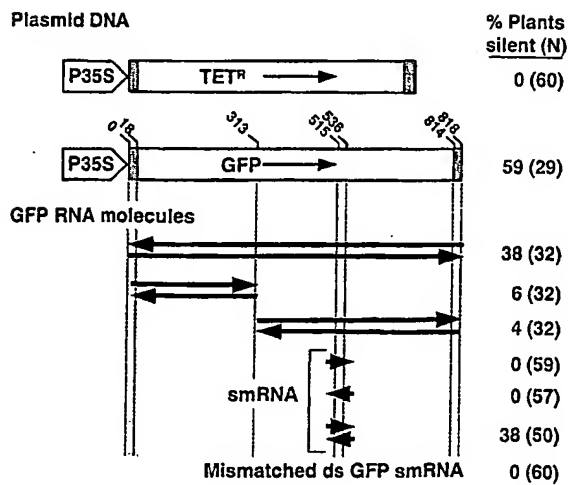 Plasmid DNA
% Plants
silent (N)
P35S TETᴿ 0 (60)
0 18 313 515 536 814 818
P35S GFP 59 (29)
GFP RNA molecules
38 (32)
6 (32)
4 (32)
0 (59)
smRNA 0 (57)
38 (50)
Mismatched ds GFP smRNA 0 (60)